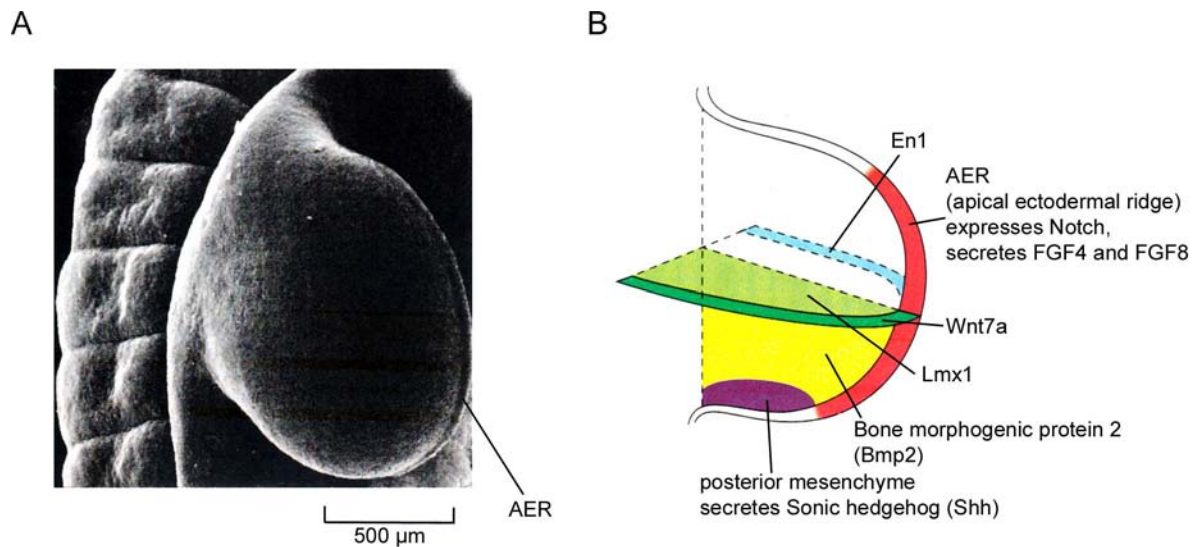 A
B
En1
AER
(apical ectodermal ridge)
expresses Notch,
secretes FGF4 and FGF8
Wnt7a
Lmx1
Bone morphogenic protein 2
(Bmp2)
posterior mesenchyme
secretes Sonic hedgehog (Shh)
AER
500 µm